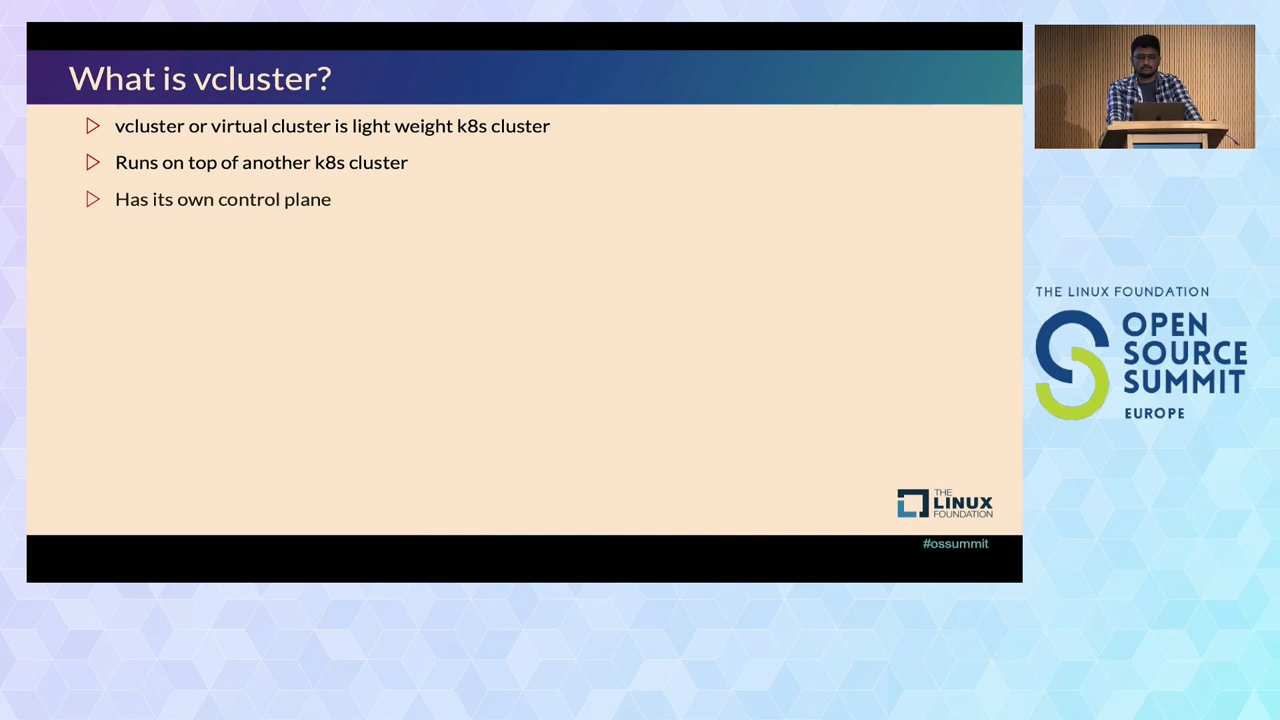 What is vcluster?
vcluster or virtual cluster is light weight k8s cluster
Runs on top of another k8s cluster
Has its own control plane
THE
LINUX
FOUNDATION
#ossummit
THE LINUX FOUNDATION
OPEN
SOURCE
SUMMIT
EUROPE